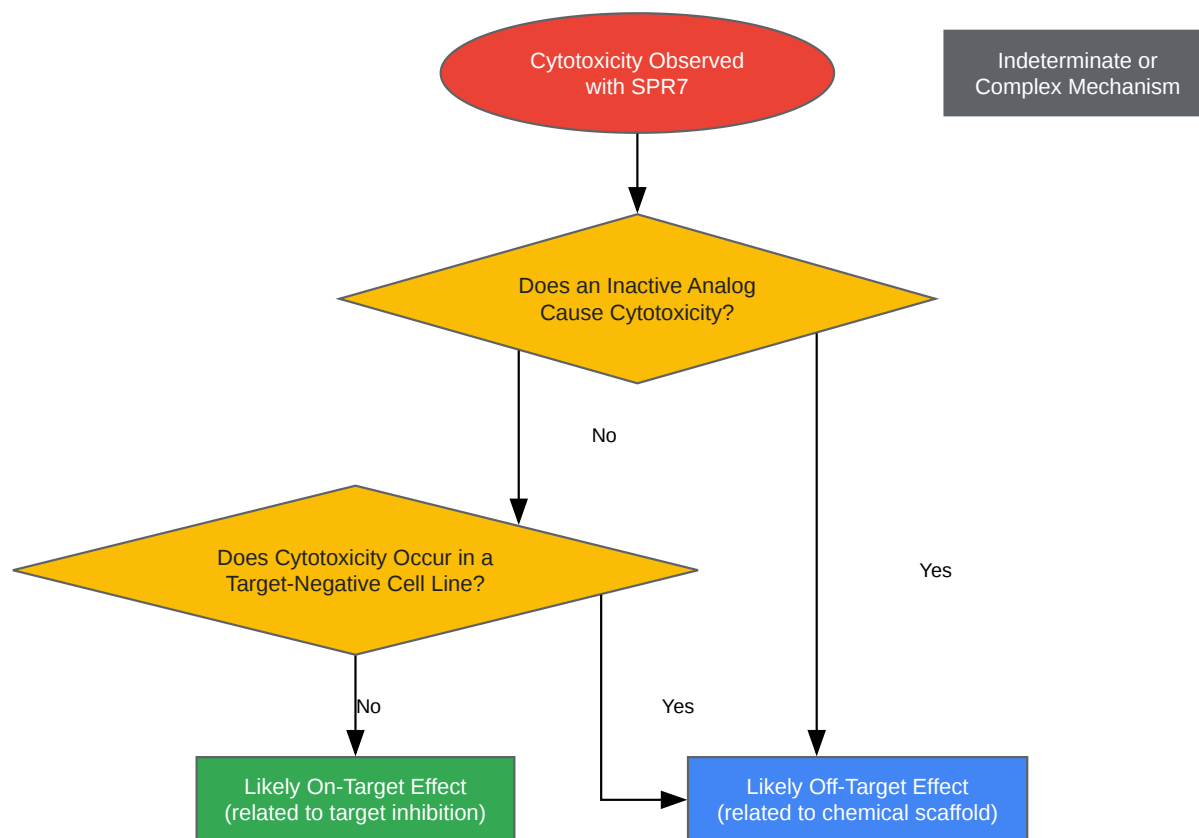 Cytotoxicity Observed
with SPR7
Indeterminate or
Complex Mechanism
Does an Inactive Analog
Cause Cytotoxicity?
No
Does Cytotoxicity Occur in a
Target-Negative Cell Line?
Yes
No
Yes
Likely On-Target Effect
(related to target inhibition)
Likely Off-Target Effect
(related to chemical scaffold)